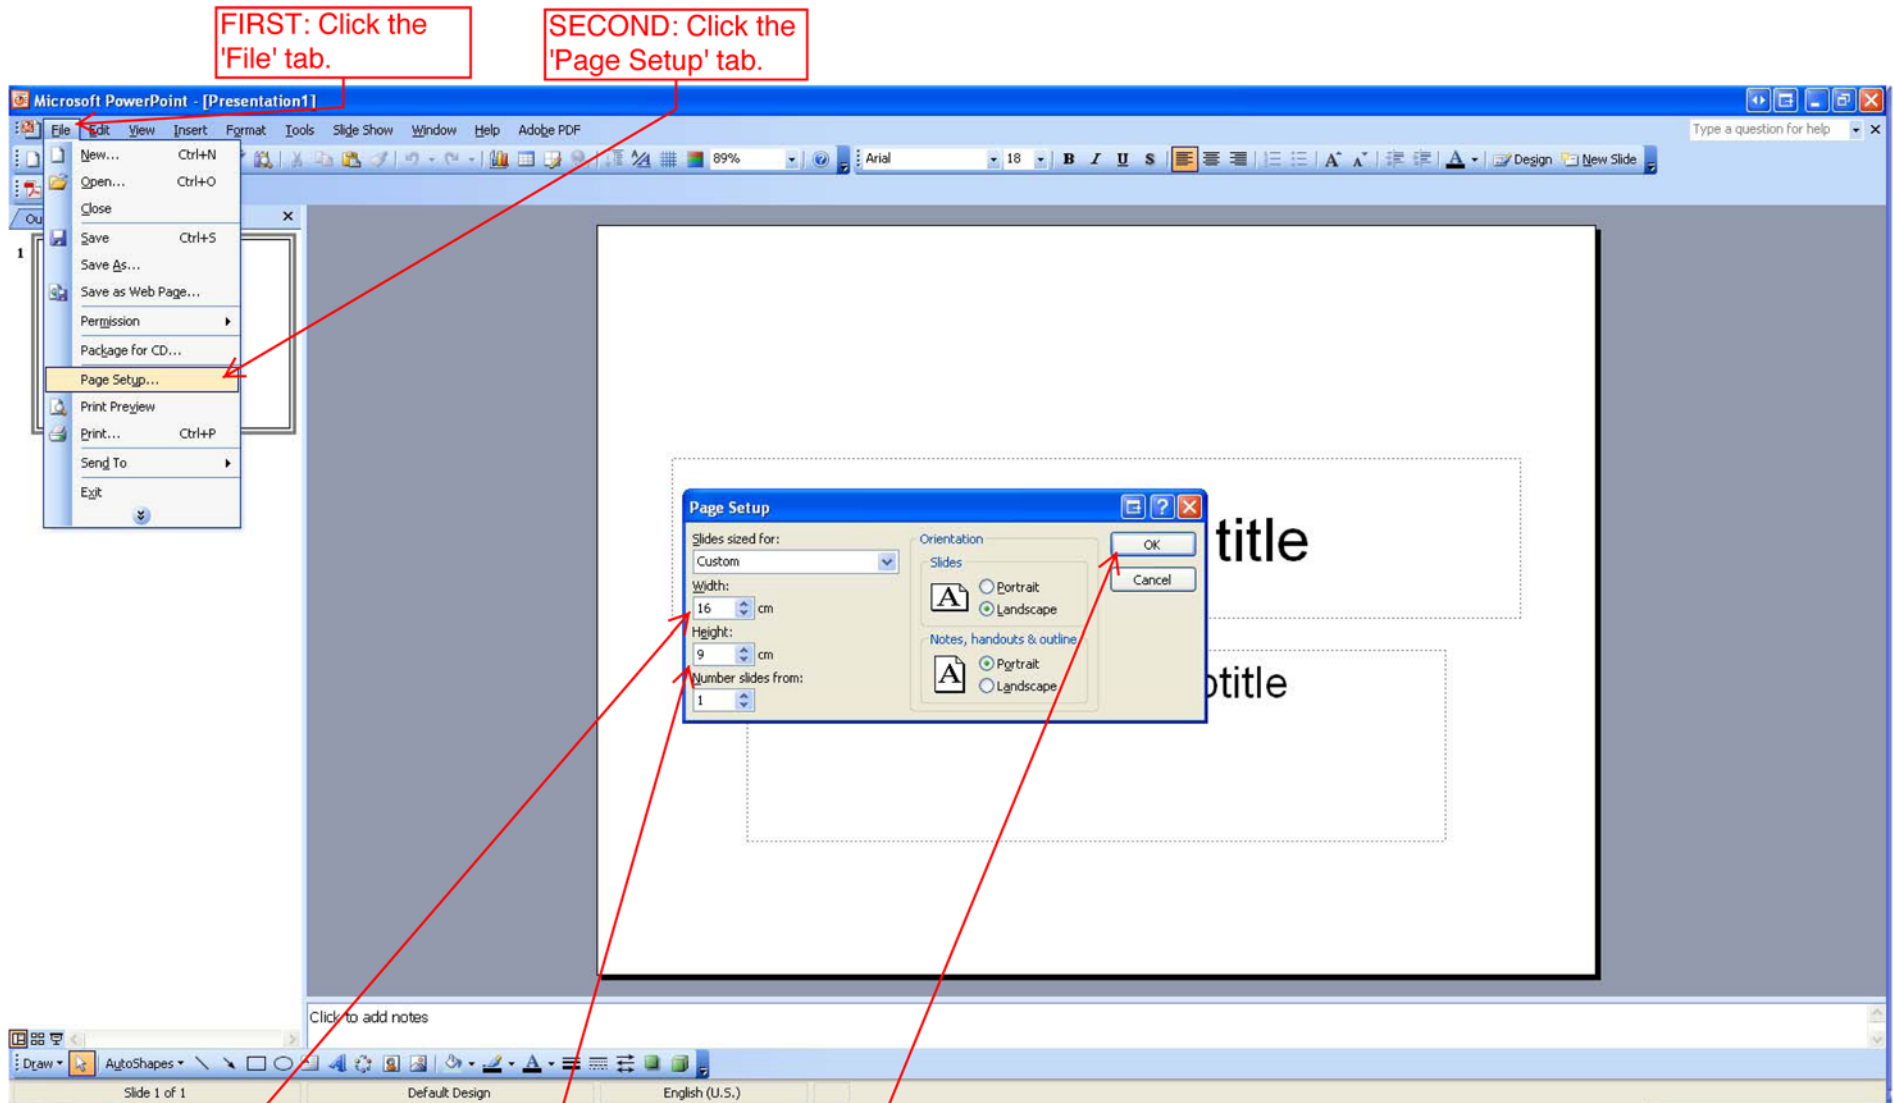 FIRST: Click the
'File' tab.
SECOND: Click the
'Page Setup' tab.
Microsoft PowerPoint - [Presentation1]
File Edit View Insert Format Tools Slide Show Window Help Adobe PDF
Type a question for help
89%
Arial
18
B I U S
Design
New Slide
Ou
1
New... Ctrl+N
Open... Ctrl+O
Close
Save Ctrl+S
Save As...
Save as Web Page...
Permission
Package for CD...
Page Setup...
Print Preview
Print... Ctrl+P
Send To
Exit
title
btitle
Page Setup
Slides sized for:
Custom
Width:
16 cm
Height:
9 cm
Number slides from:
1
Orientation
Slides
Portrait
Landscape
Notes, handouts & outline
Portrait
Landscape
OK
Cancel
Click to add notes
Draw AutoShapes
Slide 1 of 1 Default Design English (U.S.)